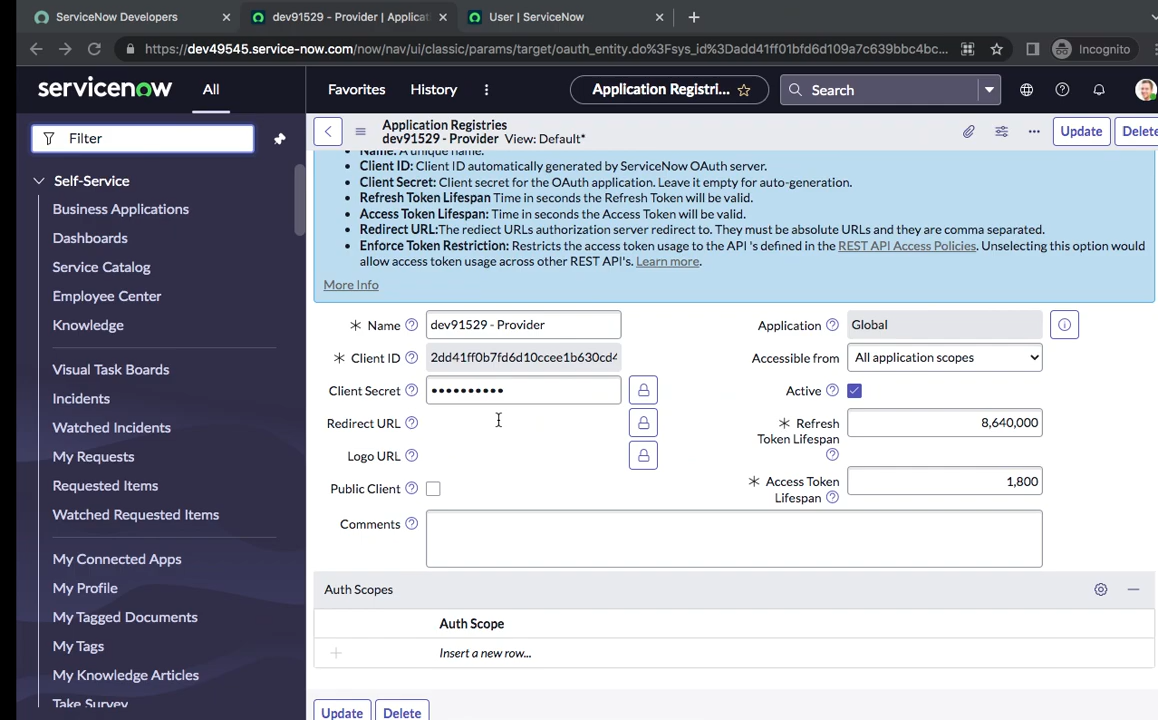 ServiceNow Developers
dev91529 - Provider | Applicati
User | ServiceNow
https://dev49545.service-now.com/now/nav/ui/classic/params/target/oauth_entity.do%3Fsys_id%3Dadd41ff01bfd6d109a7c639bbc4bc...
Incognito
servicenow
All
Favorites
History
Application Registri...
Search
Filter
Application Registries
dev91529 - Provider View: Default*
Update
Delete
Self-Service
Business Applications
Dashboards
Service Catalog
Employee Center
Knowledge
Visual Task Boards
Incidents
Watched Incidents
My Requests
Requested Items
Watched Requested Items
My Connected Apps
My Profile
My Tagged Documents
My Tags
My Knowledge Articles
Take Survey
Name: A unique name.
Client ID: Client ID automatically generated by ServiceNow OAuth server.
Client Secret: Client secret for the OAuth application. Leave it empty for auto-generation.
Refresh Token Lifespan Time in seconds the Refresh Token will be valid.
Access Token Lifespan: Time in seconds the Access Token will be valid.
Redirect URL:The rediect URLs authorization server redirect to. They must be absolute URLs and they are comma separated.
Enforce Token Restriction: Restricts the access token usage to the API 's defined in the REST API Access Policies. Unselecting this option would
allow access token usage across other REST API's. Learn more.
More Info
Name
dev91529 - Provider
Application
Global
Client ID
2dd41ff0b7fd6d10ccee1b630cd4
Accessible from
All application scopes
Client Secret
••••••••••
Active
Redirect URL
Refresh
Token Lifespan
8,640,000
Logo URL
Public Client
Access Token
Lifespan
1,800
Comments
Auth Scopes
Auth Scope
Insert a new row...
Update
Delete